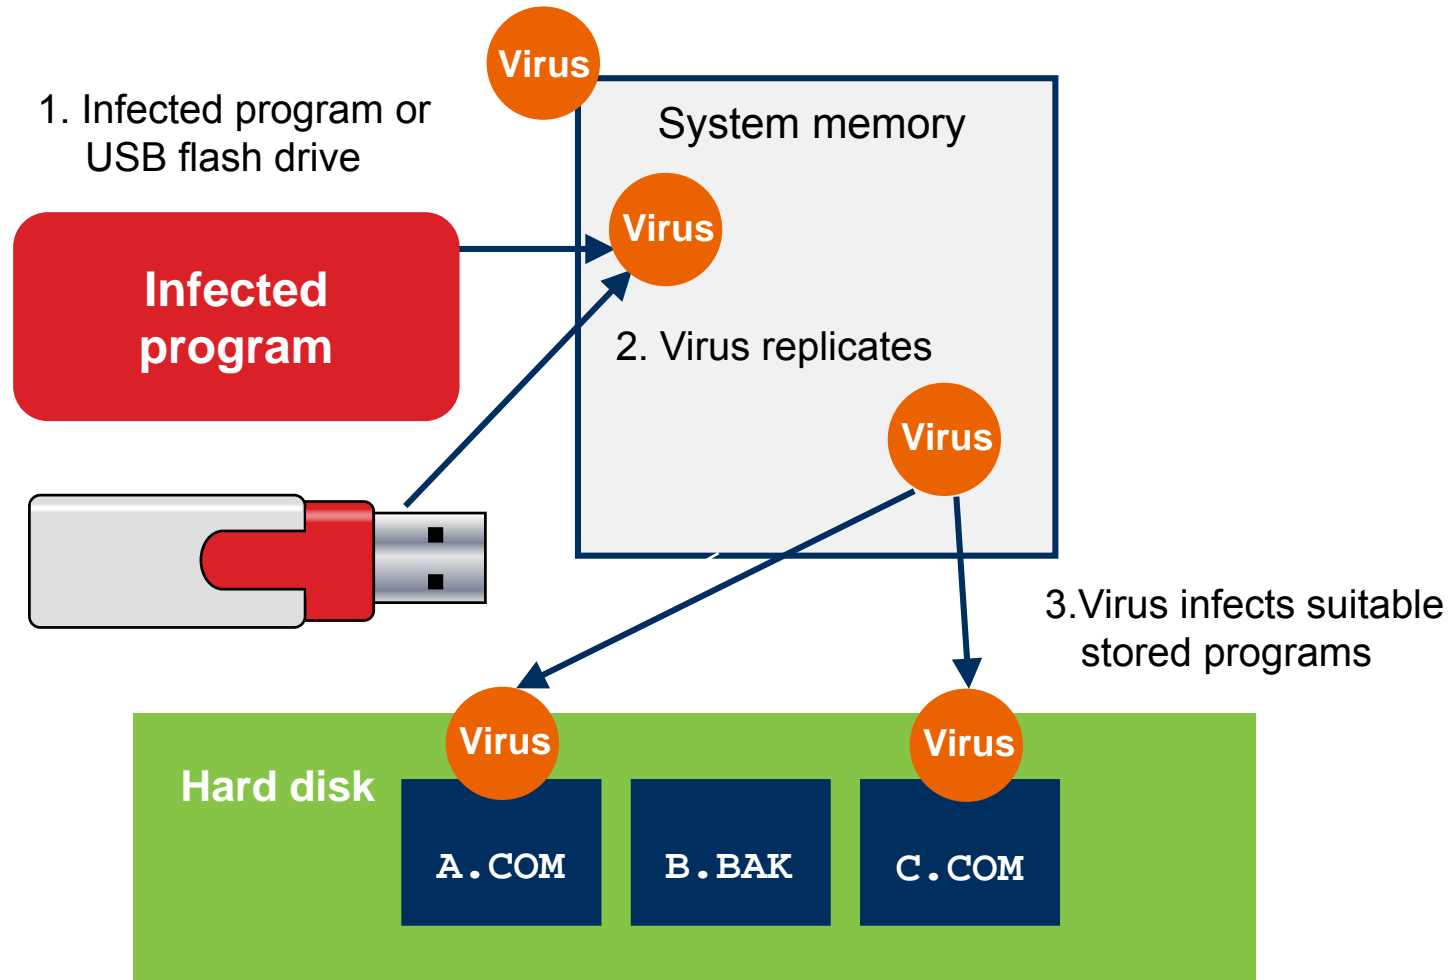 Virus
1. Infected program or
USB flash drive
System memory
Virus
Infected
program
2. Virus replicates
Virus
3.Virus infects suitable
stored programs
Virus
Virus
Hard disk
A.COM
B.BAK
C.COM